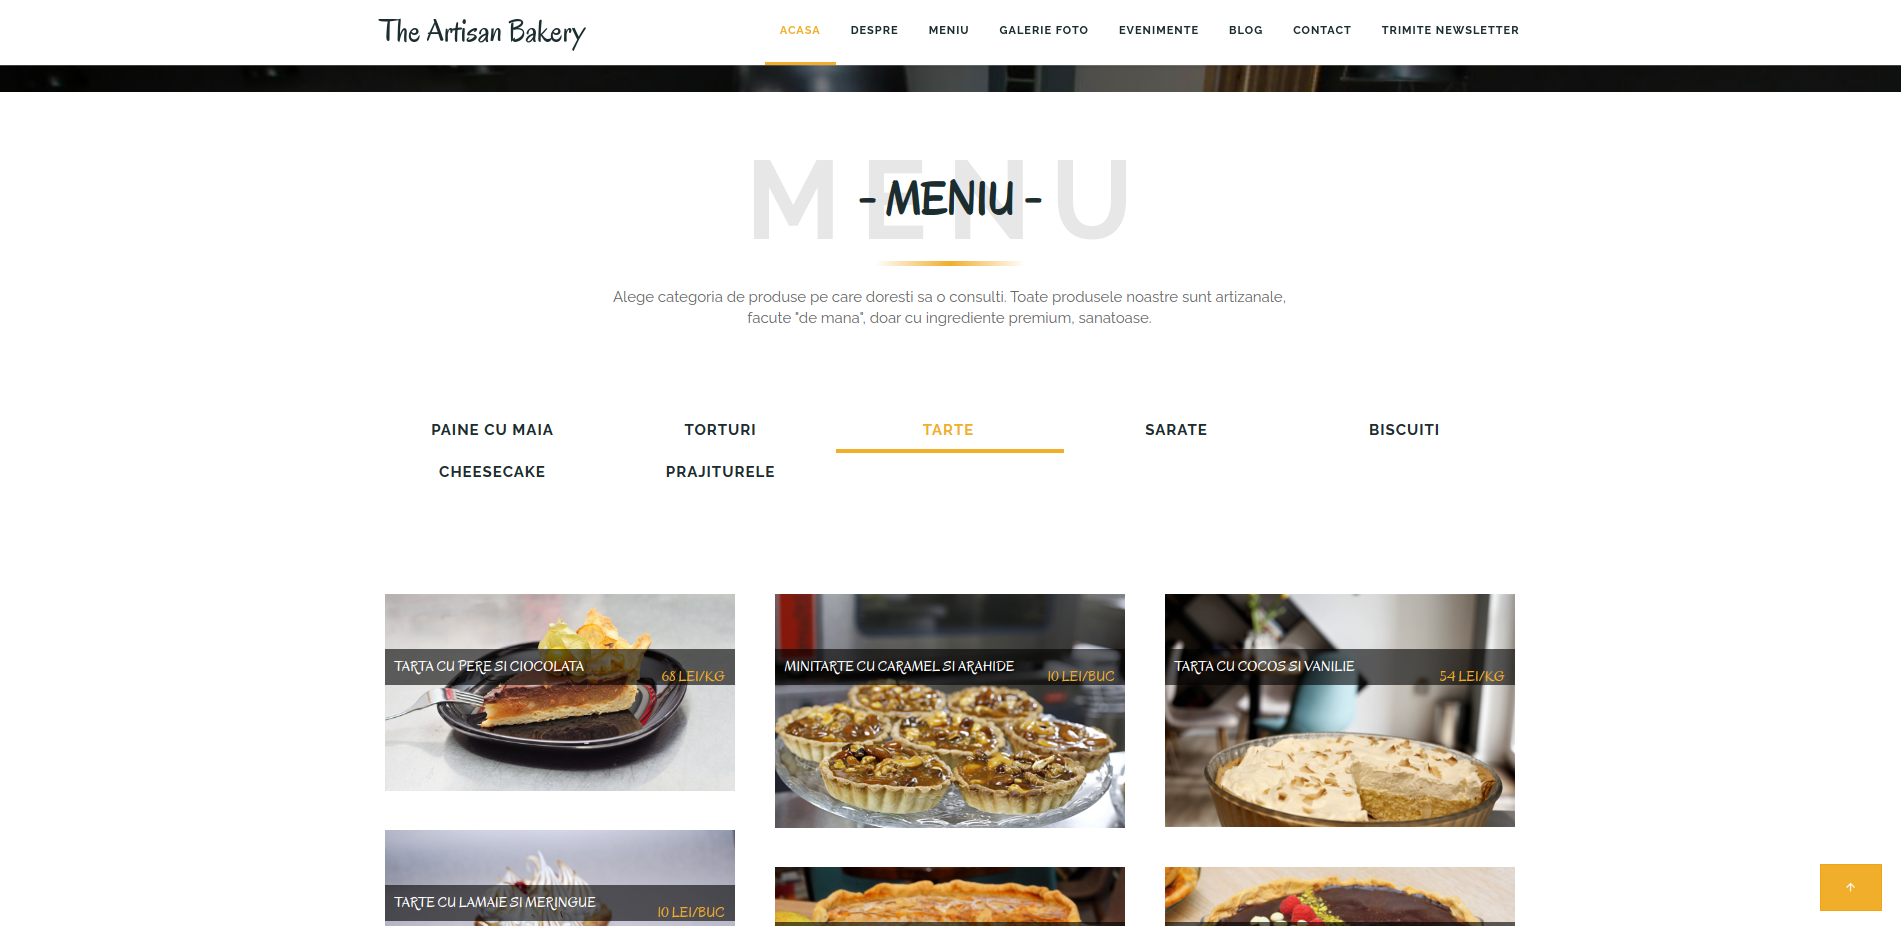 The Artisan Bakery
ACASA DESPRE MENIU GALERIE FOTO EVENIMENTE BLOG CONTACT TRIMITE NEWSLETTER
MENU
- MENIU -
Alege categoria de produse pe care doresti sa o consulti. Toate produsele noastre sunt artizanale,
facute "de mana", doar cu ingrediente premium, sanatoase.
PAINE CU MAIA TORTURI TARTE SARATE BISCUITI
CHEESECAKE PRAJITURELE
TARTA CU PERE SI CIOCOLATA
68 LEI/KG
MINITARTE CU CARAMEL SI ARAHIDE
10 LEI/BUC
TARTA CU COCOS SI VANILIE
54 LEI/KG
TARTE CU LAMAIE SI MERINGUE
10 LEI/BUC